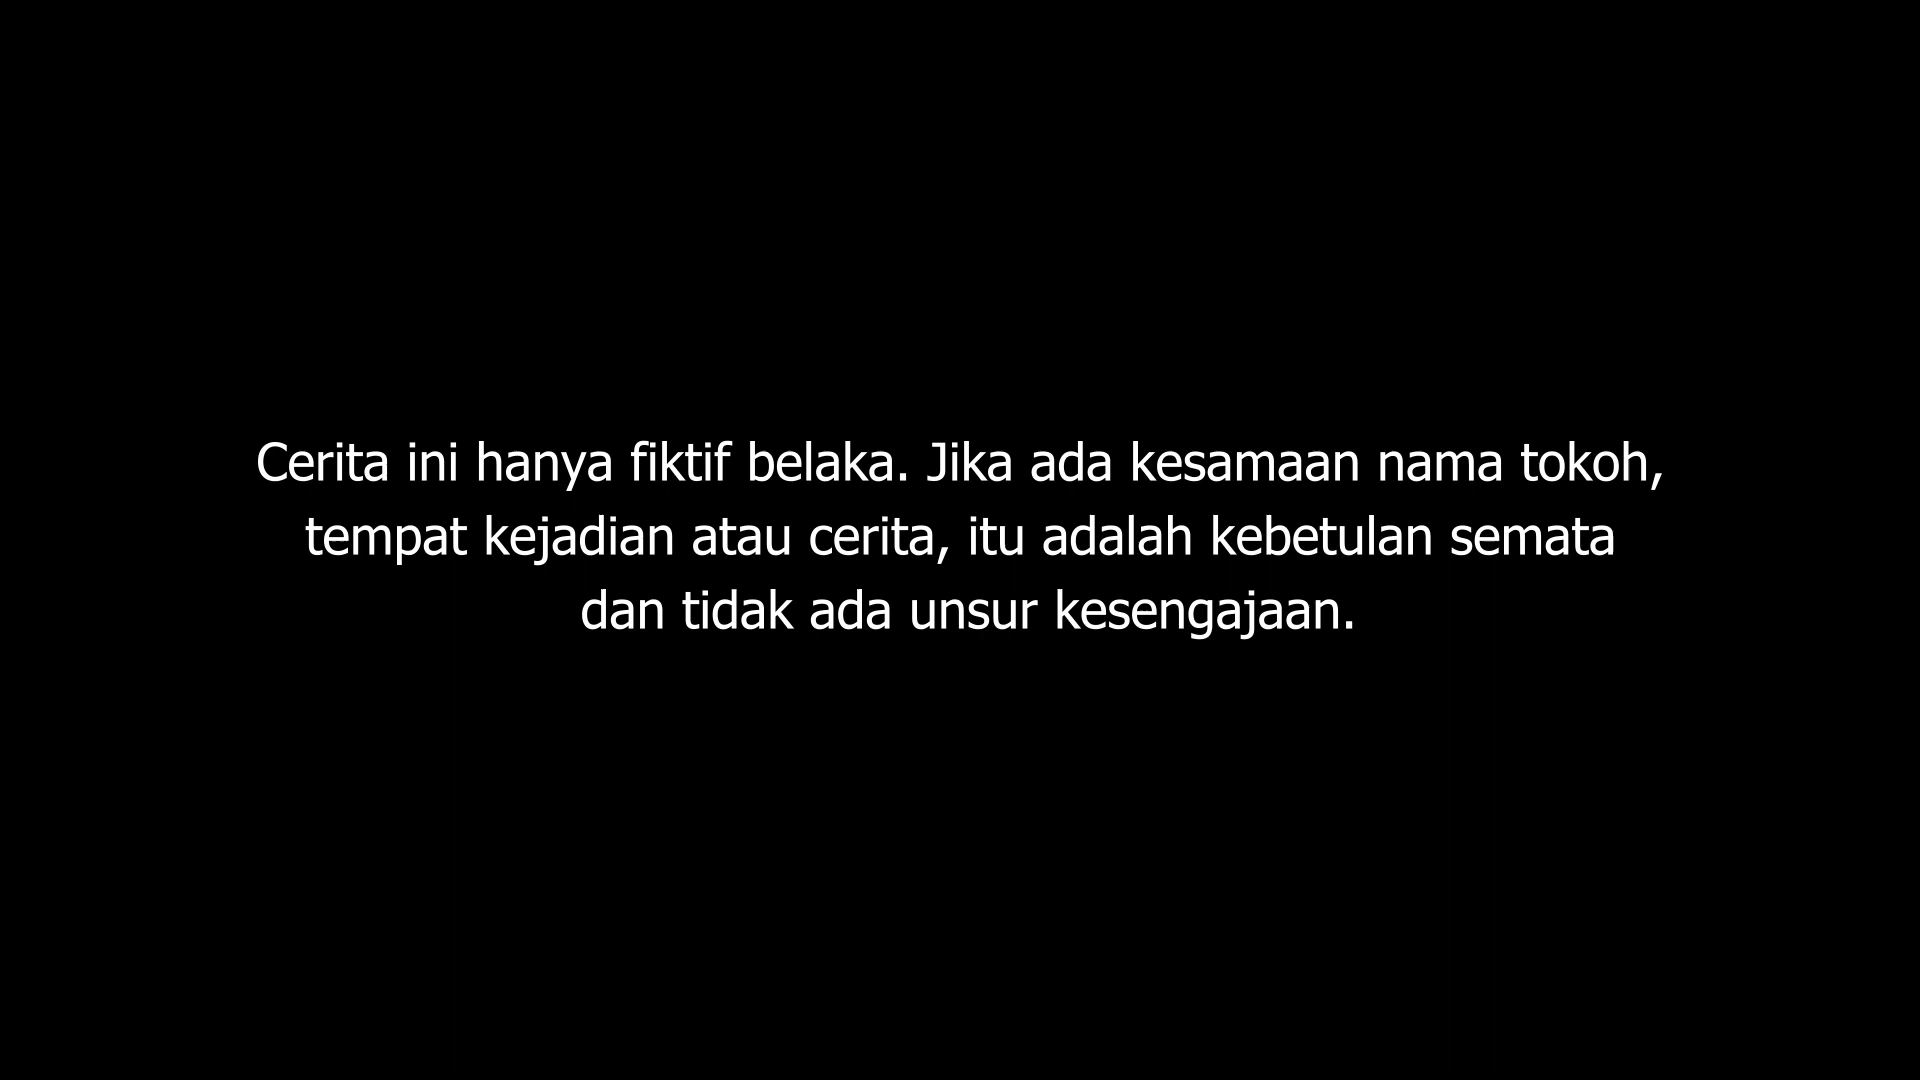 Cerita ini hanya fiktif belaka. Jika ada kesamaan nama tokoh,
tempat kejadian atau cerita, itu adalah kebetulan semata
dan tidak ada unsur kesengajaan.